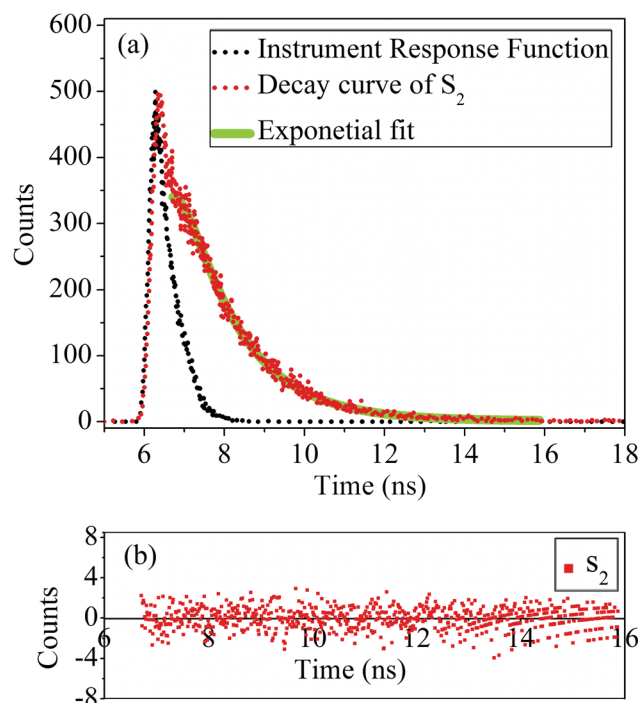 (a)
Instrument Response Function
Decay curve of S2
Exponetial fit
600
500
400
300
200
100
0
Counts
6 8 10 12 14 16 18
Time (ns)
(b)
s2
8
4
0
-4
-8
Counts
6 8 10 12 14 16
Time (ns)